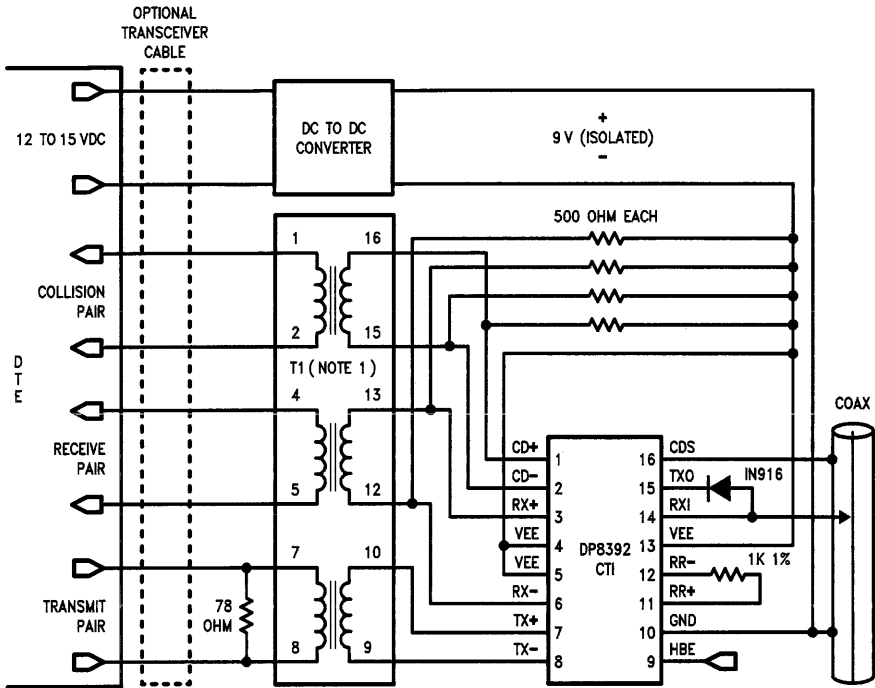 OPTIONAL
TRANSCEIVER
CABLE
12 TO 15 VDC
DC TO DC
CONVERTER
+
9 V (ISOLATED)
−
500 OHM EACH
1
16
COLLISION
PAIR
2
15
T1 ( NOTE 1 )
D
T
E
4
13
RECEIVE
PAIR
5
12
7
10
TRANSMIT
PAIR
78
OHM
8
9
COAX
CD+
1
16
CDS
CD−
2
15
TXO
IN916
RX+
3
14
RXI
VEE
4
13
VEE
DP8392
CTI
VEE
5
12
RR−
1K 1%
RX−
6
11
RR+
TX+
7
10
GND
TX−
8
9
HBE